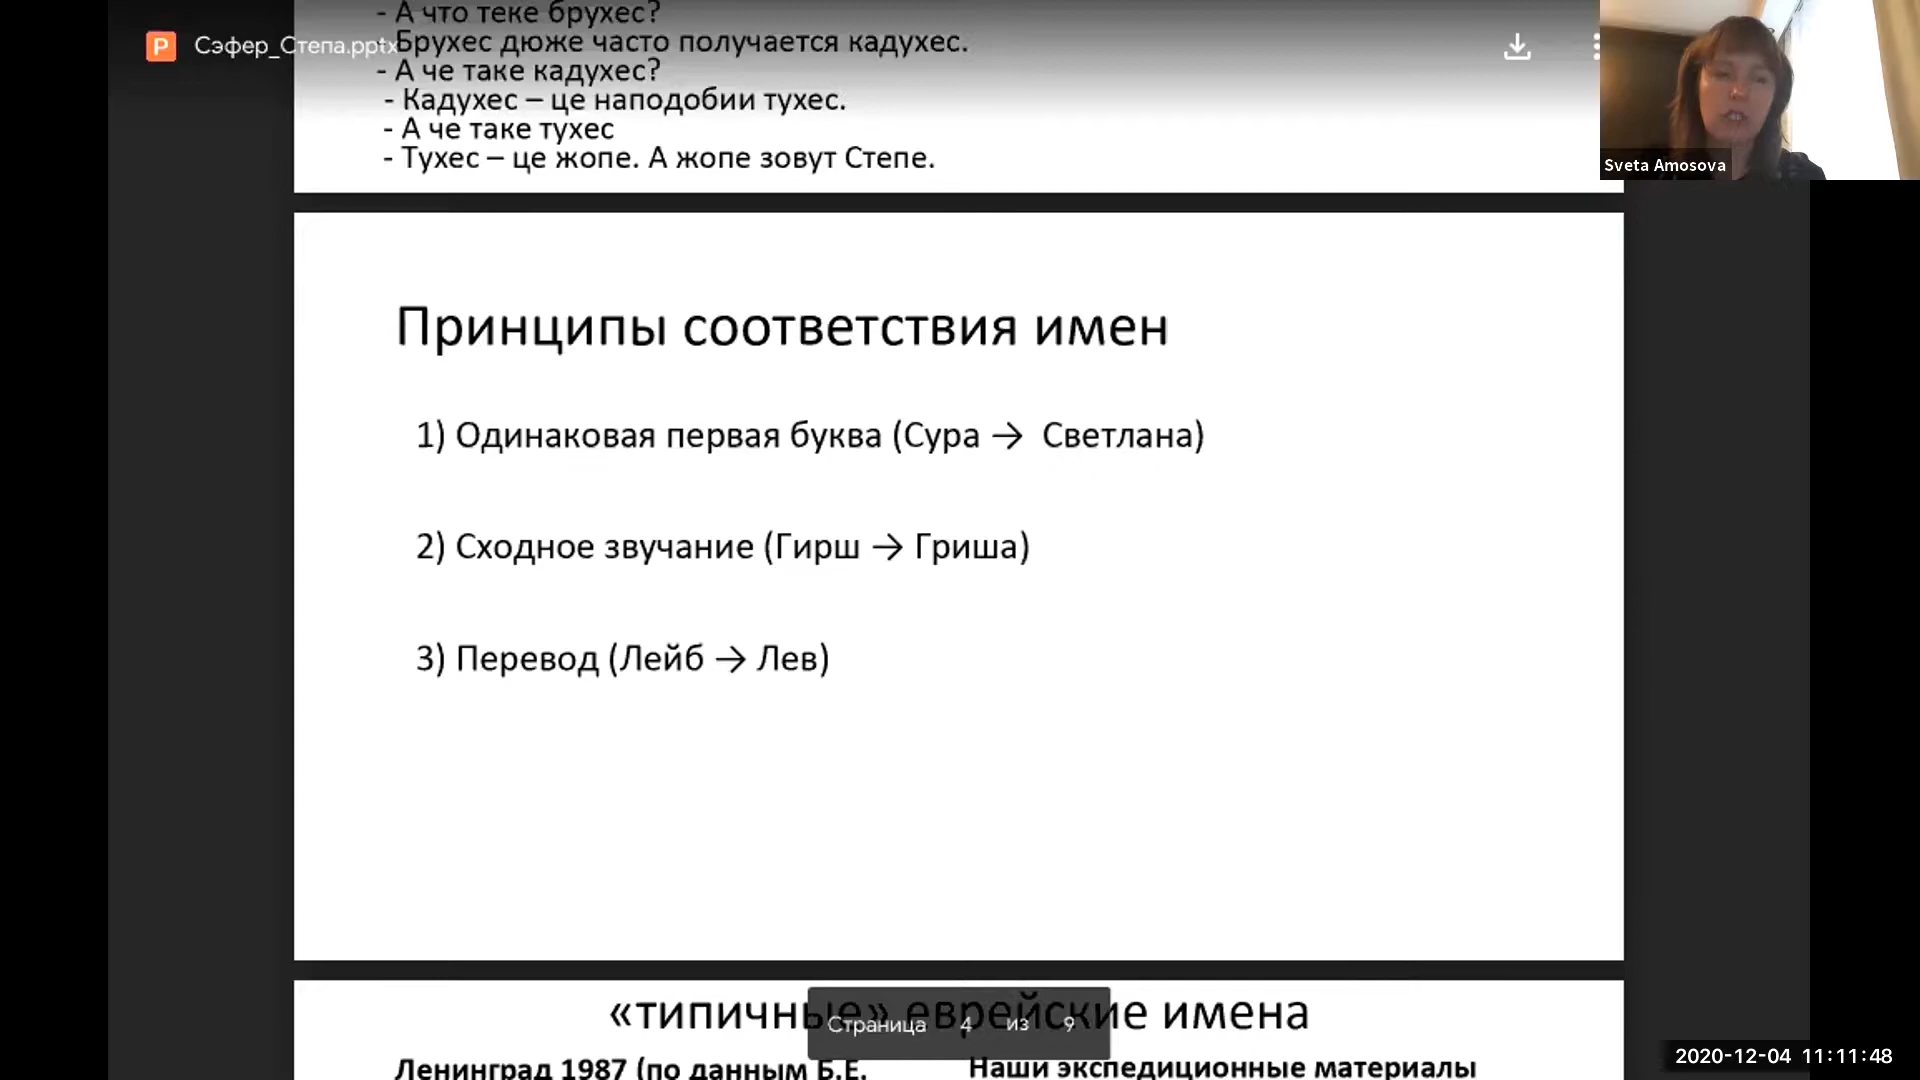 - А что теке брухес?
Сэфер_Степа.pptx
Брухес дюже часто получается кадухес.
- А че таке кадухес?
- Кадухес – це наподобии тухес.
- А че таке тухес
- Тухес – це жопе. А жопе зовут Степе.
Sveta Amosova
Принципы соответствия имен
1) Одинаковая первая буква (Сура → Светлана)
2) Сходное звучание (Гирш → Гриша)
3) Перевод (Лейб → Лев)
«типичные» еврейские имена
Страница 4 из 9
Ленинград 1987 (по данным Б.Е.
Наши экспедиционные материалы
2020-12-04 11:11:48